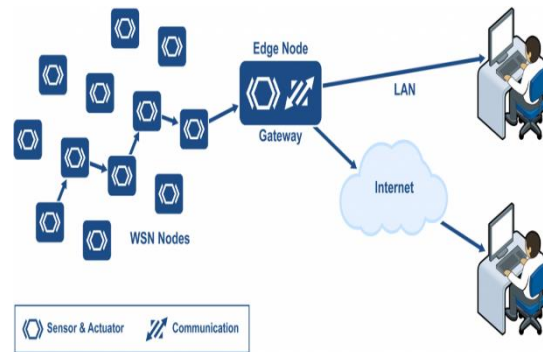 Edge Node
Gateway
LAN
Internet
WSN Nodes
Sensor & Actuator
Communication